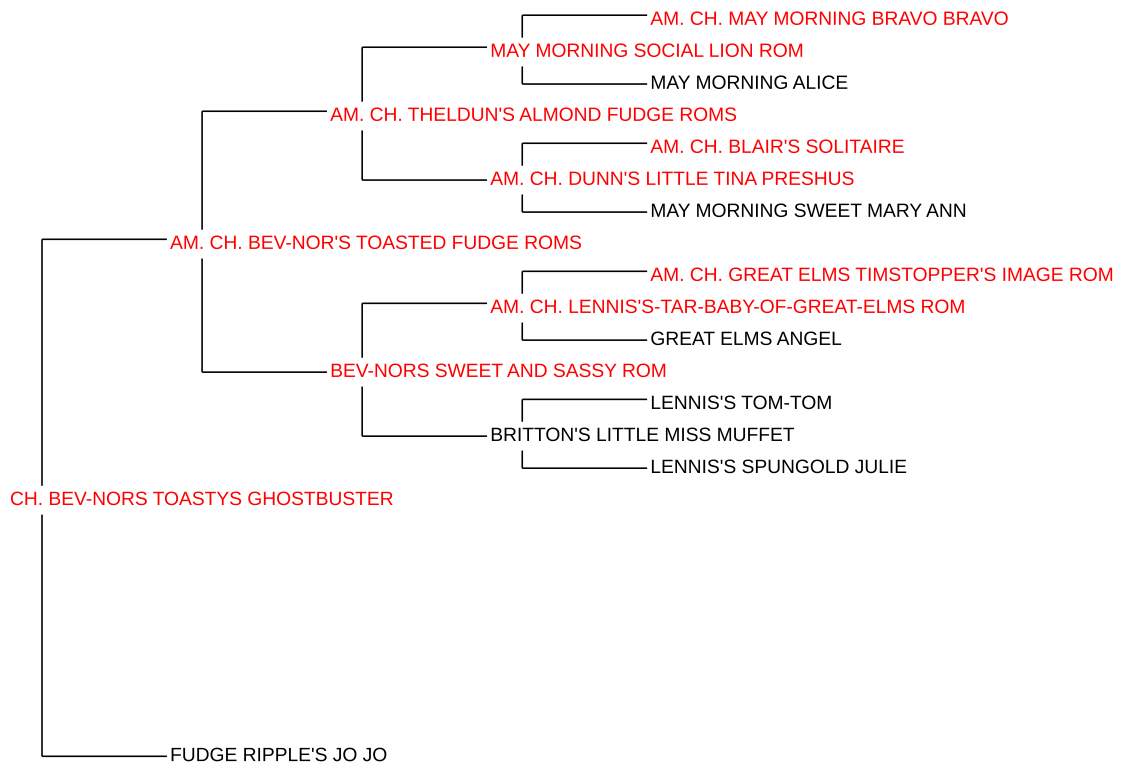 AM. CH. MAY MORNING BRAVO BRAVO
MAY MORNING SOCIAL LION ROM
MAY MORNING ALICE
AM. CH. THELDUN'S ALMOND FUDGE ROMS
AM. CH. BLAIR'S SOLITAIRE
AM. CH. DUNN'S LITTLE TINA PRESHUS
MAY MORNING SWEET MARY ANN
AM. CH. BEV-NOR'S TOASTED FUDGE ROMS
AM. CH. GREAT ELMS TIMSTOPPER'S IMAGE ROM
AM. CH. LENNIS'S-TAR-BABY-OF-GREAT-ELMS ROM
GREAT ELMS ANGEL
BEV-NORS SWEET AND SASSY ROM
LENNIS'S TOM-TOM
BRITTON'S LITTLE MISS MUFFET
LENNIS'S SPUNGOLD JULIE
CH. BEV-NORS TOASTYS GHOSTBUSTER
FUDGE RIPPLE'S JO JO